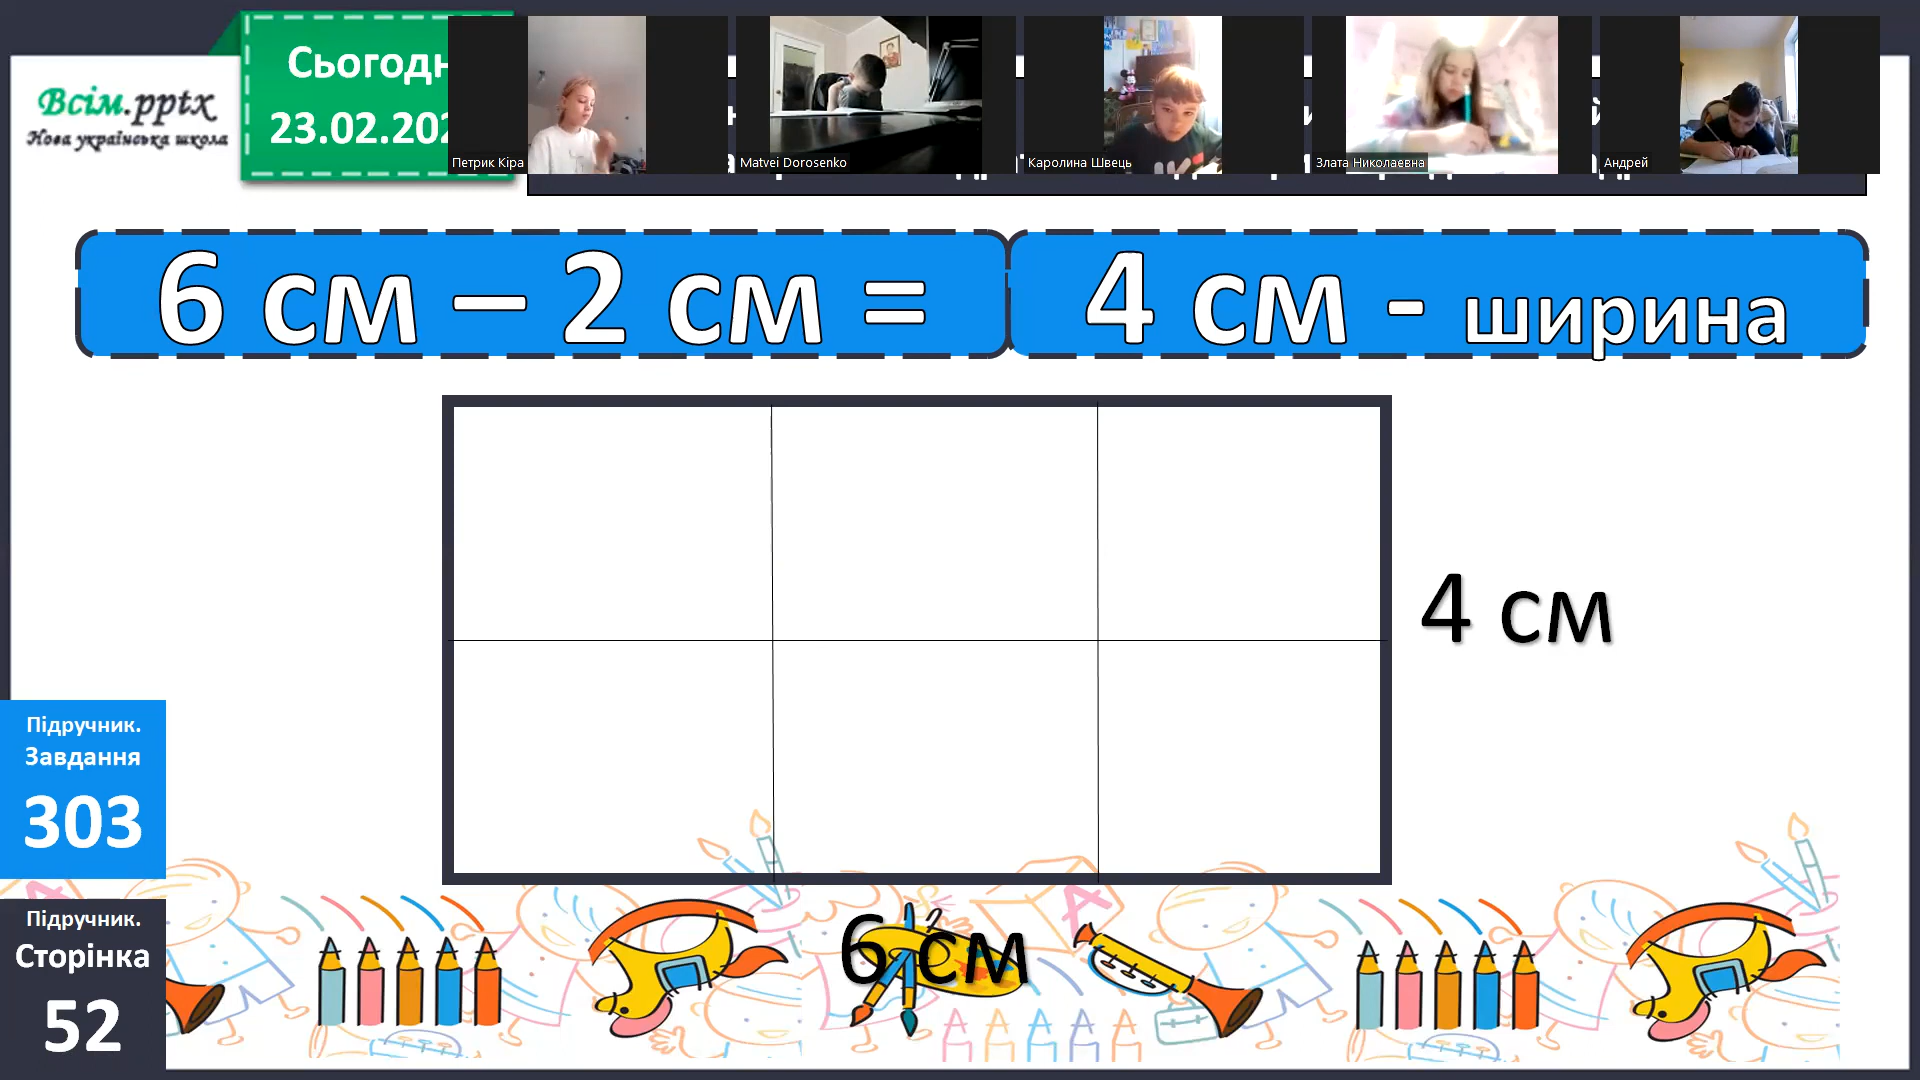 Всім.pptx
Нова українська школа
Сьогодн
23.02.202
Петрик Кіра
Matvei Dorosenko
Каролина Швець
Злата Николаевна
Андрей
6 см – 2 см =
4 см - ширина
4 см
6 см
Підручник.
Завдання
303
Підручник.
Сторінка
52